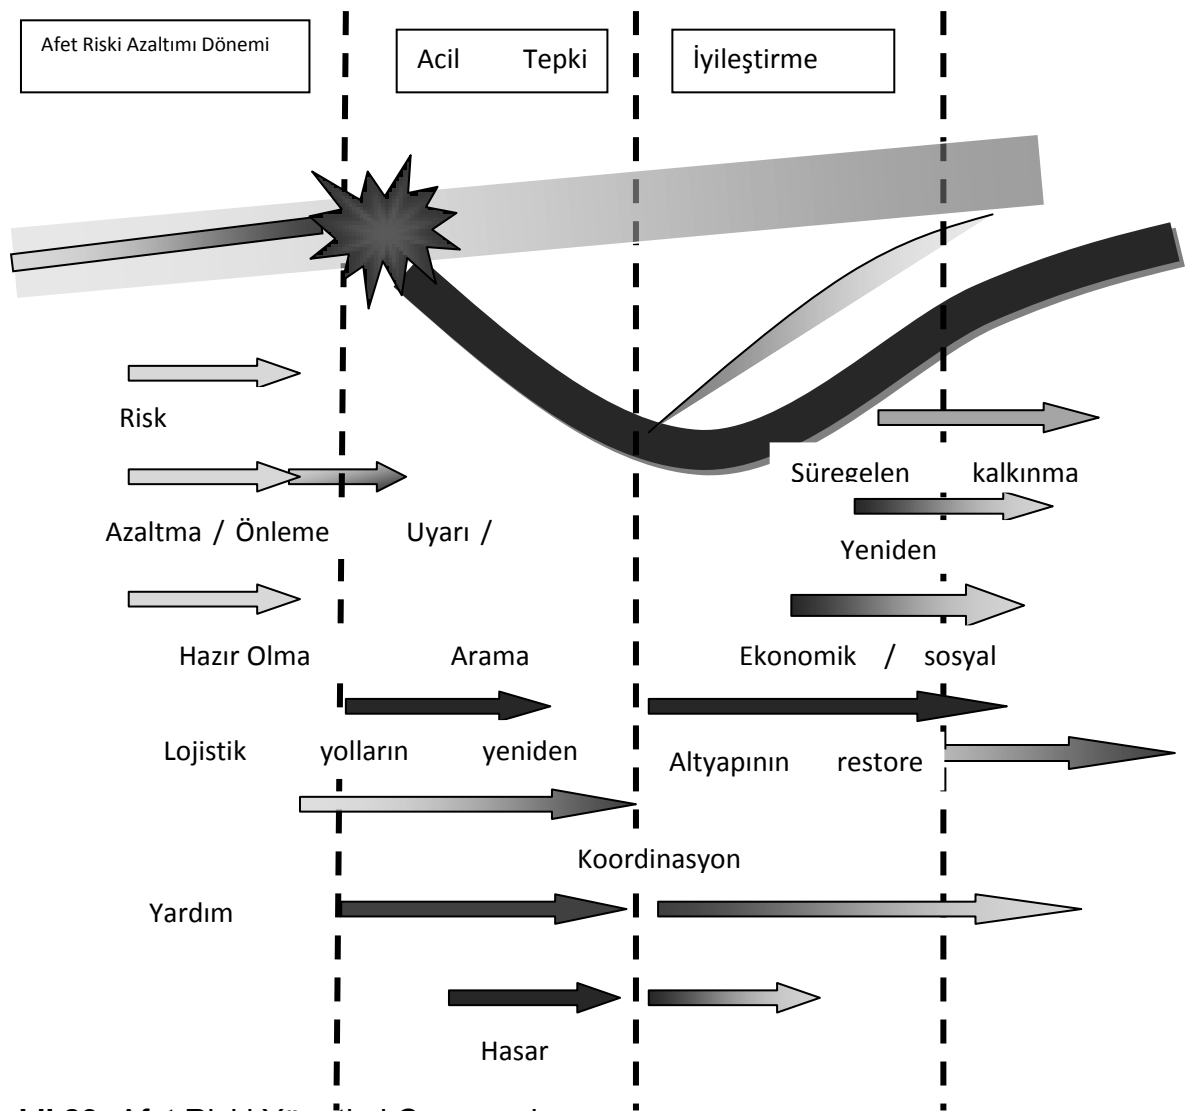 Afet Riski Azaltımı Dönemi
Acil Tepki
İyileştirme
Risk
Süregelen kalkınma
Azaltma / Önleme Uyarı /
Yeniden
Hazır Olma Arama Ekonomik / sosyal
Lojistik yolların yeniden
Altyapının restore
Koordinasyon
Yardım
Hasar